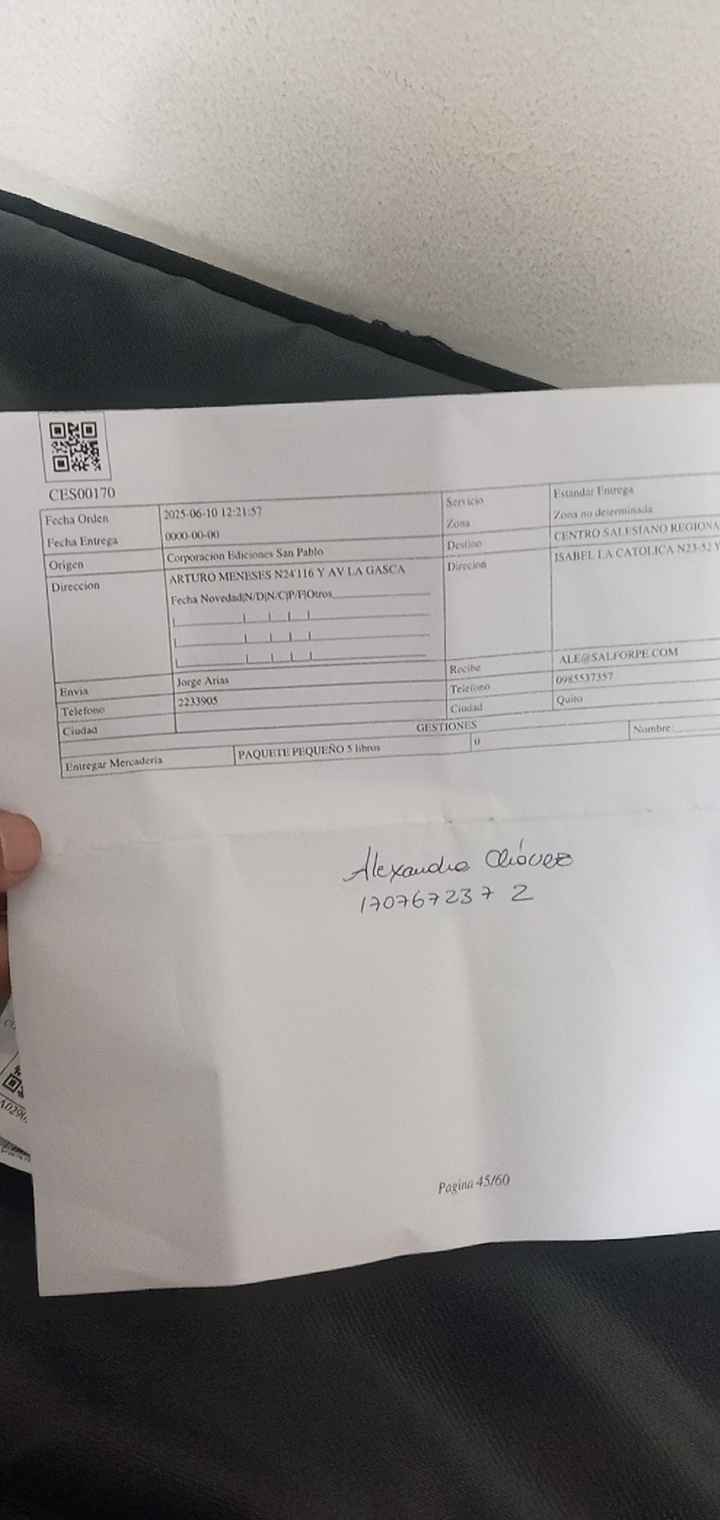 CES00170
Fecha Orden 2025-06-10 12:21:57 Servicio Estandar Entrega
Fecha Entrega 0000-00-00 Zona Zona no determinada
Origen Corporacion Ediciones San Pablo Destino CENTRO SALESIANO REGIONA
Direccion ARTURO MENESES N24'116 Y AV LA GASCA Direccion ISABEL LA CATOLICA N23-52 Y
Fecha Novedad|N/D|N/C|P/F|Otros
Envia Jorge Arias Recibe ALE@SALFORPE.COM
Telefono 2233905 Telefono 0985537357
Ciudad Ciudad Quito
GESTIONES
Entregar Mercaderia PAQUETE PEQUEÑO 5 libros 0 Nombre:
Alexandra Chávez
170767237 2
Pagina 45/60